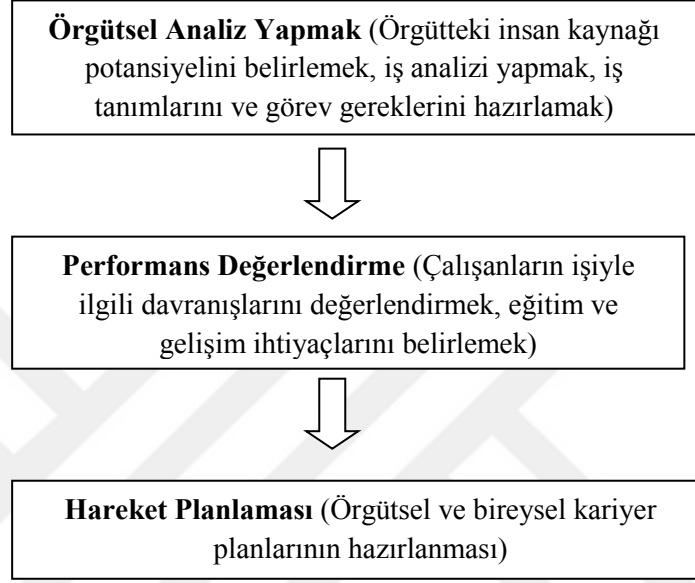 Örgütsel Analiz Yapmak (Örgütteki insan kaynağı
potansiyelini belirlemek, iş analizi yapmak, iş
tanımlarını ve görev gereklerini hazırlamak)
Performans Değerlendirme (Çalışanların işiyle
ilgili davranışlarını değerlendirmek, eğitim ve
gelişim ihtiyaçlarını belirlemek)
Hareket Planlaması (Örgütsel ve bireysel kariyer
planlarının hazırlanması)